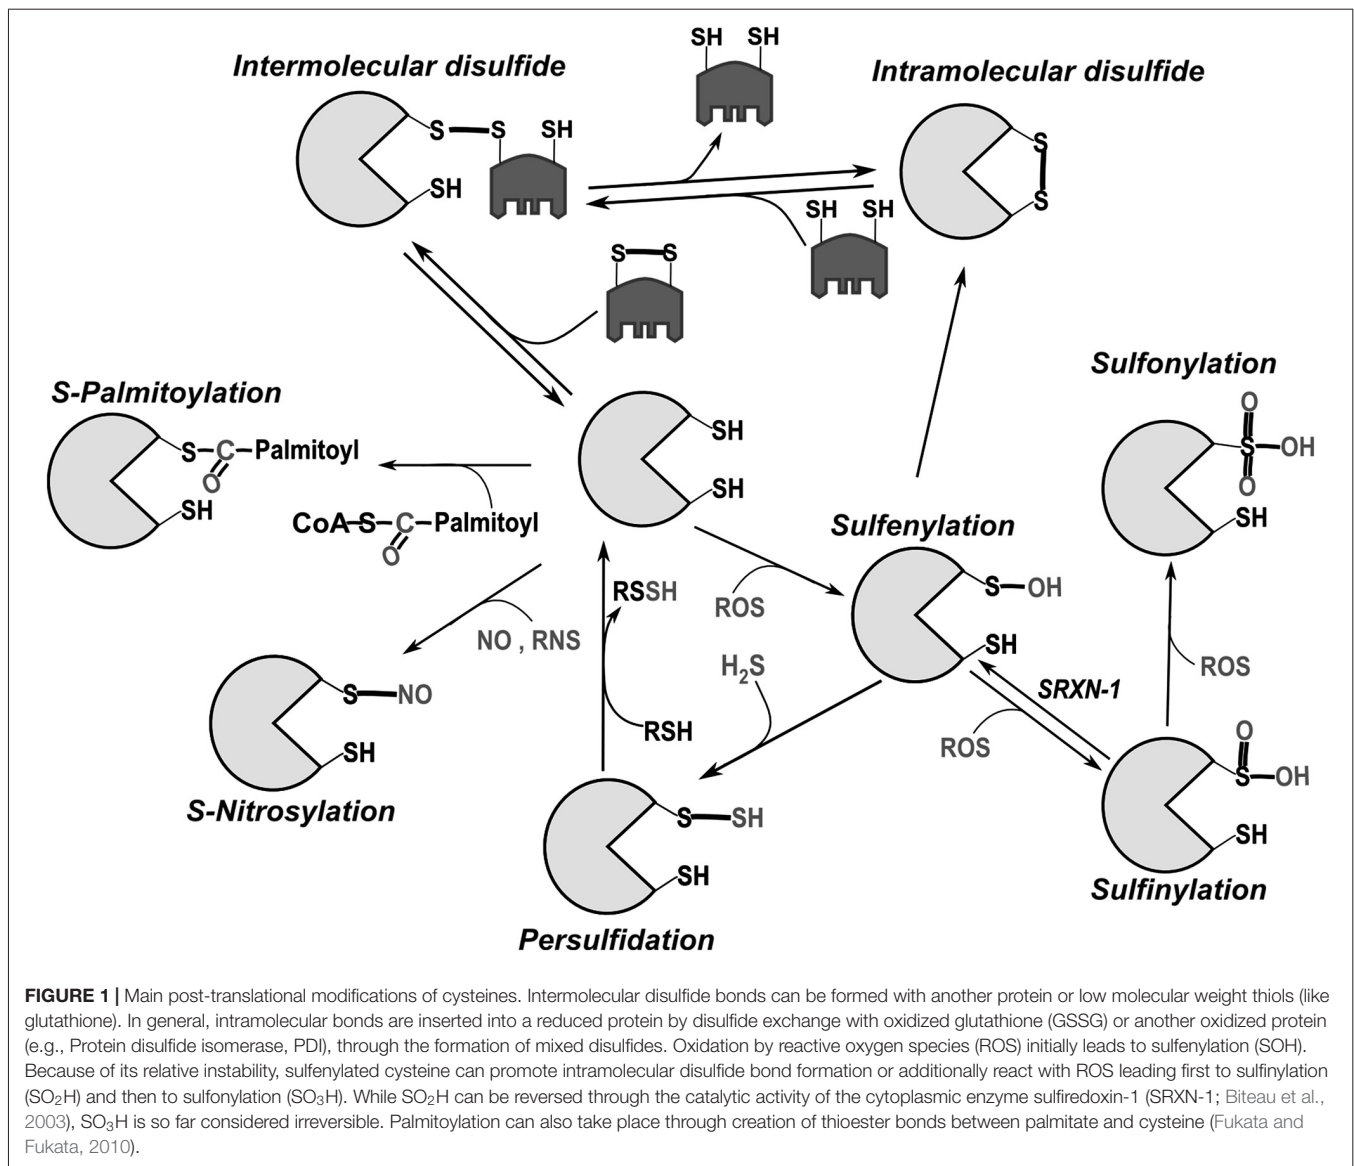 SH SH
Intermolecular disulfide
Intramolecular disulfide
S S SH
SH
S
S
SH SH
S S
Sulfonylation
S-Palmitoylation
O
S OH
O
SH
SH
SH
S C Palmitoyl
O
SH
CoA S C Palmitoyl
O
Sulfenylation
S OH
SH
RSSH
ROS
NO , RNS
H2S
ROS
SRXN-1
S NO
SH
RSH
ROS
O
S OH
SH
S-Nitrosylation
S SH
SH
Sulfinylation
Persulfidation
FIGURE 1 | Main post-translational modifications of cysteines. Intermolecular disulfide bonds can be formed with another protein or low molecular weight thiols (like
glutathione). In general, intramolecular bonds are inserted into a reduced protein by disulfide exchange with oxidized glutathione (GSSG) or another oxidized protein
(e.g., Protein disulfide isomerase, PDI), through the formation of mixed disulfides. Oxidation by reactive oxygen species (ROS) initially leads to sulfenylation (SOH).
Because of its relative instability, sulfenylated cysteine can promote intramolecular disulfide bond formation or additionally react with ROS leading first to sulfinylation
(SO2H) and then to sulfonylation (SO3H). While SO2H can be reversed through the catalytic activity of the cytoplasmic enzyme sulfiredoxin-1 (SRXN-1; Biteau et al.,
2003), SO3H is so far considered irreversible. Palmitoylation can also take place through creation of thioester bonds between palmitate and cysteine (Fukata and
Fukata, 2010).